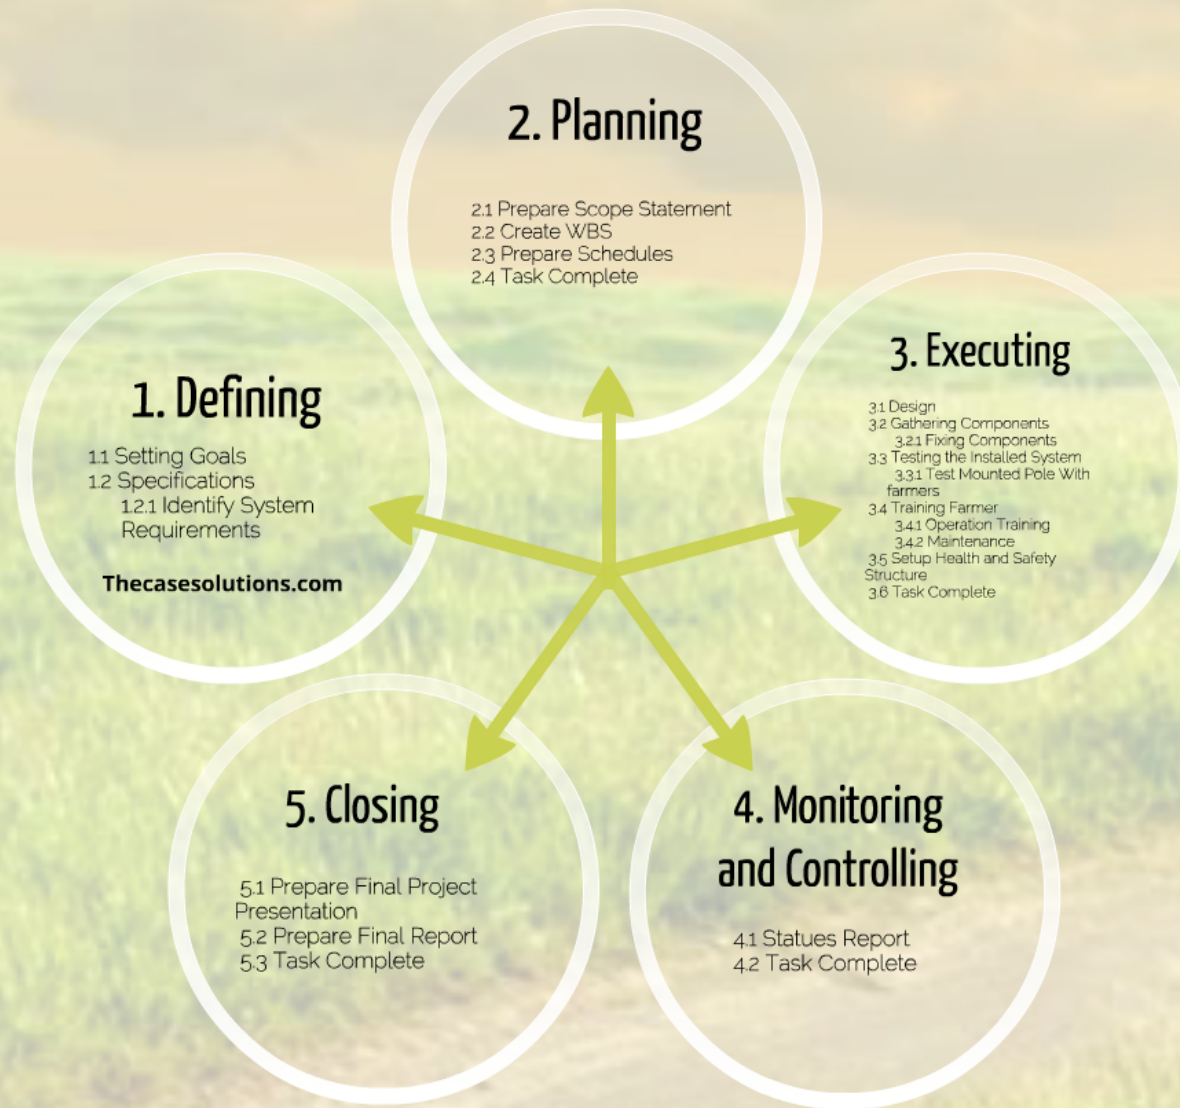 1. Defining
1.1 Setting Goals
1.2 Specifications
1.2.1 Identify System
Requirements
Thecasesolutions.com
2. Planning
2.1 Prepare Scope Statement
2.2 Create WBS
2.3 Prepare Schedules
2.4 Task Complete
3. Executing
3.1 Design
3.2 Gathering Components
3.2.1 Fixing Components
3.3 Testing the Installed System
3.3.1 Test Mounted Pole With
farmers
3.4 Training Farmer
3.4.1 Operation Training
3.4.2 Maintenance
3.5 Setup Health and Safety
Structure
3.6 Task Complete
4. Monitoring
and Controlling
4.1 Statues Report
4.2 Task Complete
5. Closing
5.1 Prepare Final Project
Presentation
5.2 Prepare Final Report
5.3 Task Complete